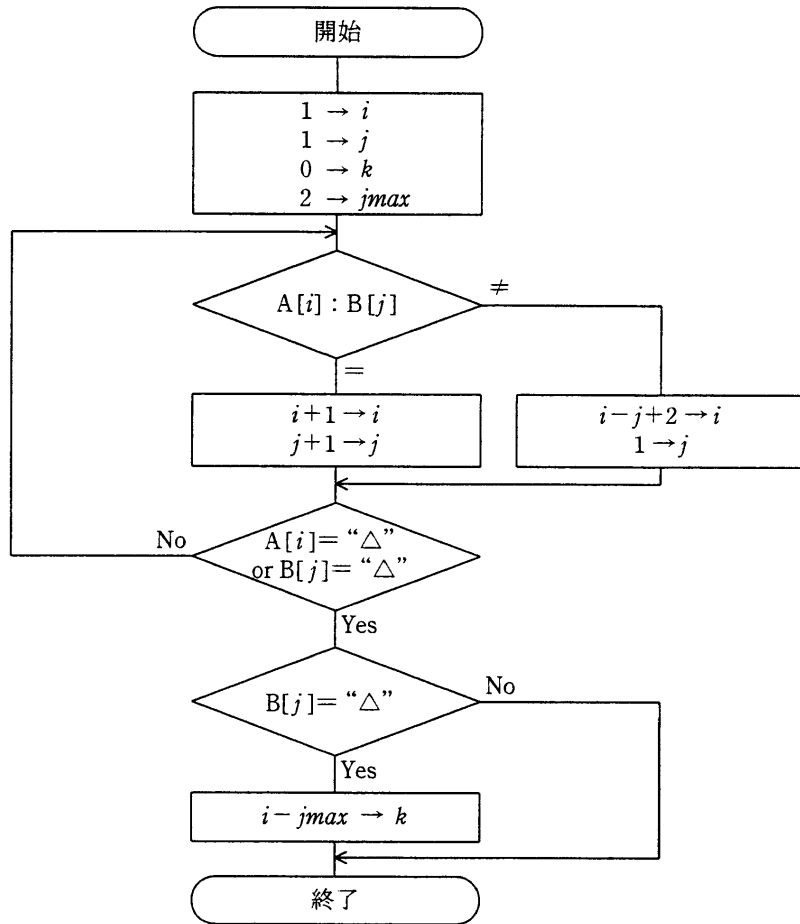 開始
1 → i
1 → j
0 → k
2 → jmax
A[i] : B[j]
≠
=
i+1→i
j+1→j
i−j+2→i
1→j
No
A[i]= “△”
or B[j]= “△”
Yes
B[j]= “△”
No
Yes
i−jmax → k
終了